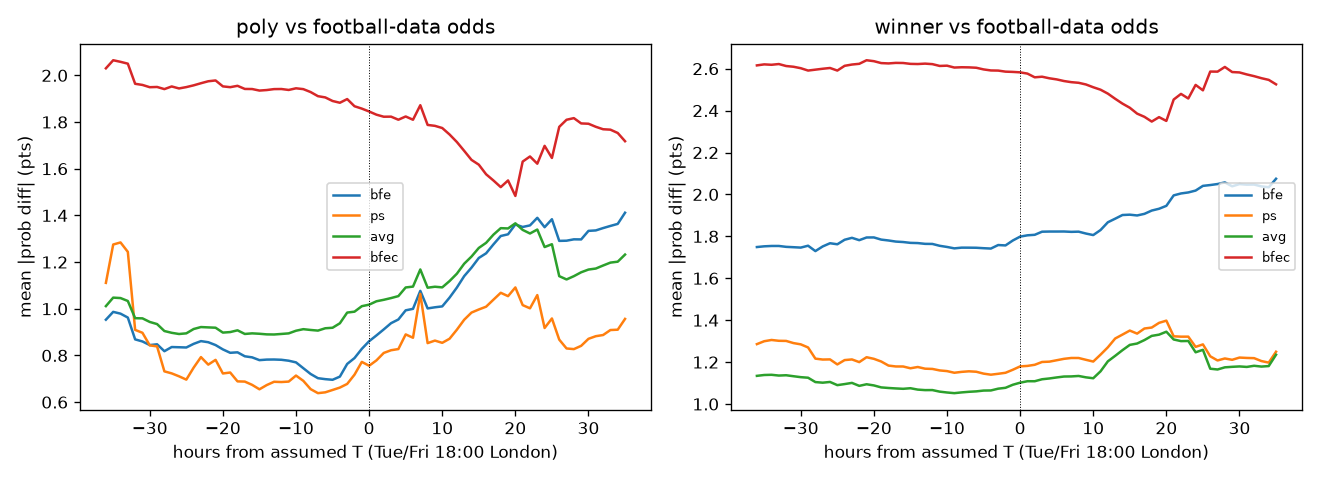 poly vs football-data odds
mean |prob diff| (pts)
2.0
1.8
1.6
1.4
1.2
1.0
0.8
0.6
bfe
ps
avg
bfec
−30
−20
−10
0
10
20
30
hours from assumed T (Tue/Fri 18:00 London)
winner vs football-data odds
mean |prob diff| (pts)
2.6
2.4
2.2
2.0
1.8
1.6
1.4
1.2
1.0
bfe
ps
avg
bfec
−30
−20
−10
0
10
20
30
hours from assumed T (Tue/Fri 18:00 London)